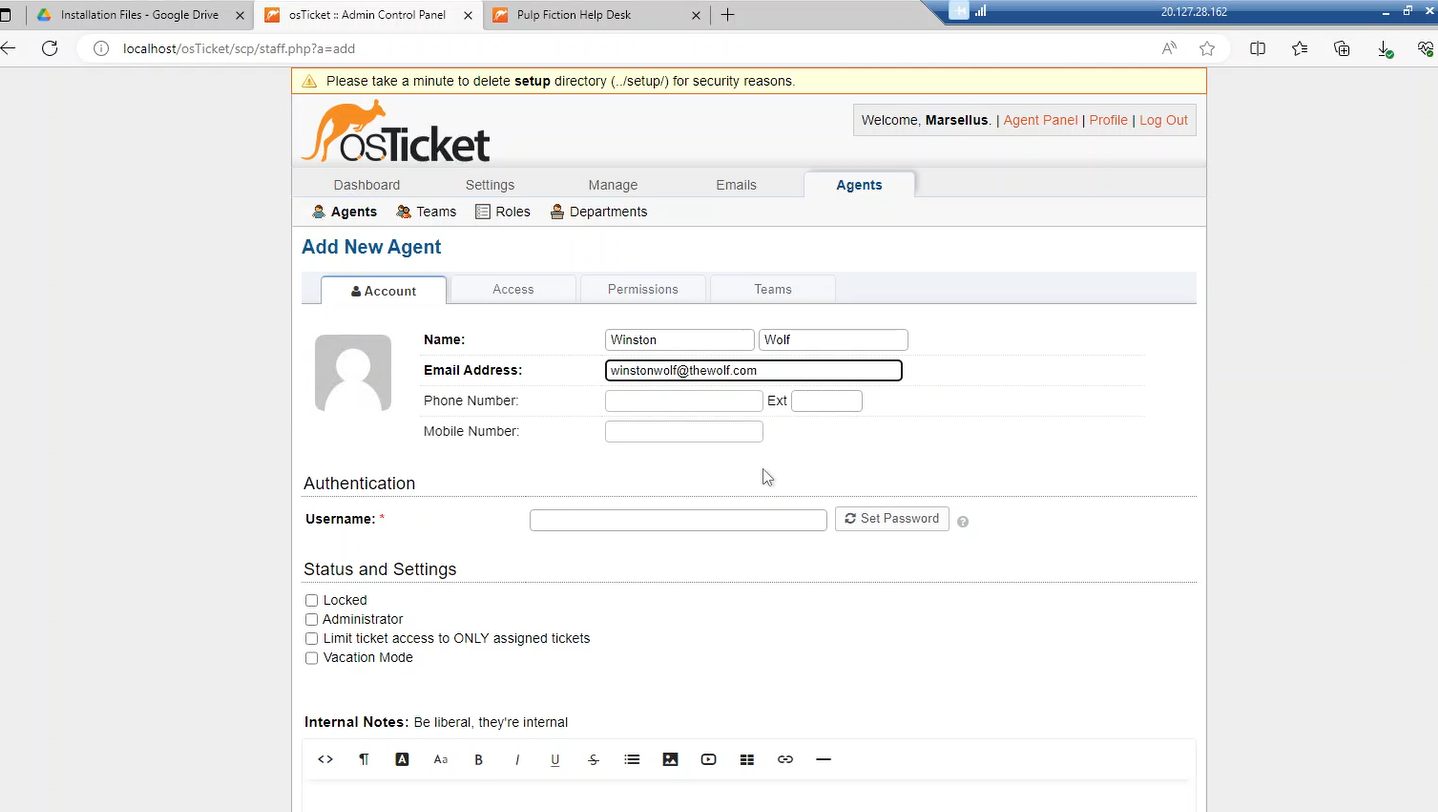 Installation Files - Google Drive
osTicket :: Admin Control Panel
Pulp Fiction Help Desk
20.127.28.162
localhost/osTicket/scp/staff.php?a=add
Please take a minute to delete setup directory (../setup/) for security reasons.
osTicket
Welcome, Marsellus. | Agent Panel | Profile | Log Out
Dashboard Settings Manage Emails Agents
Agents Teams Roles Departments
Add New Agent
Account Access Permissions Teams
Name: Winston Wolf
Email Address: winstonwolf@thewolf.com
Phone Number: Ext
Mobile Number:
Authentication
Username: * Set Password ?
Status and Settings
Locked
Administrator
Limit ticket access to ONLY assigned tickets
Vacation Mode
Internal Notes: Be liberal, they're internal